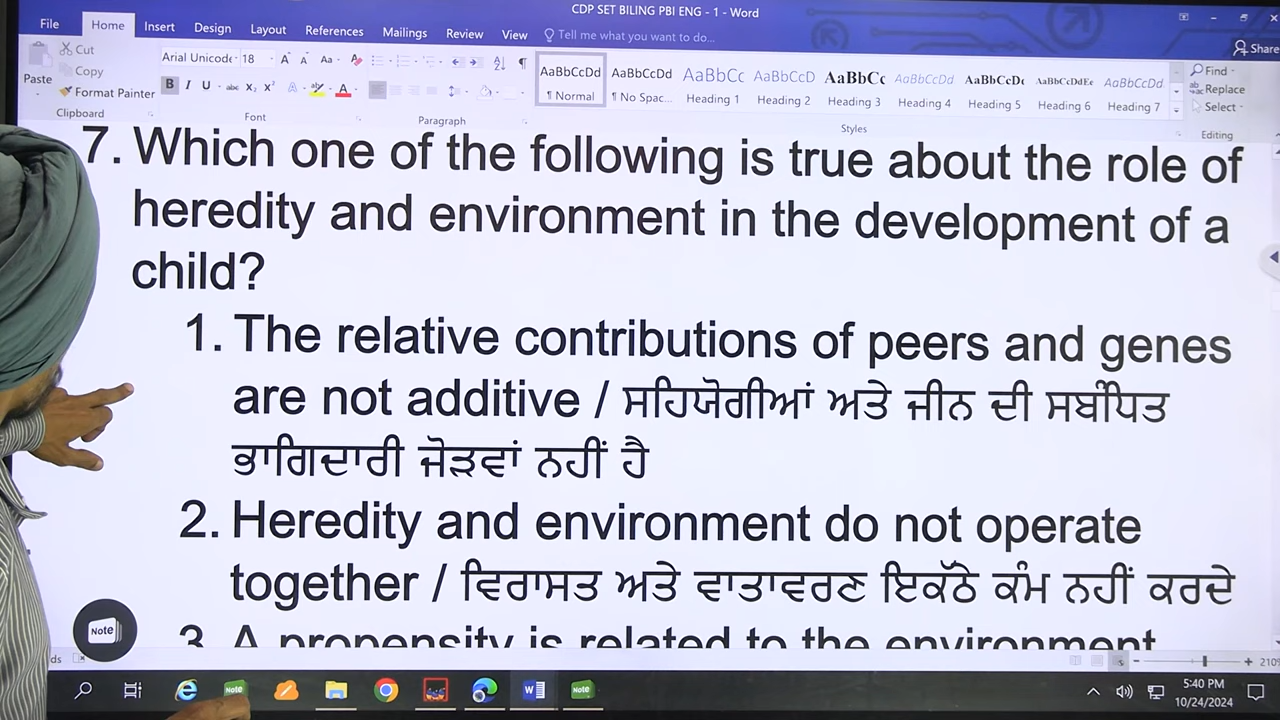 CDP SET BILING PBI ENG - 1 - Word
File Home Insert Design Layout References Mailings Review View Tell me what you want to do...
Share
Paste
Cut
Copy
Format Painter
Clipboard
Arial Unicode 18
Font
Paragraph
AaBbCcDd AaBbCcDd AaBbCc AaBbCcD AaBbCc AaBbCcDd AaBbCcDc AaBbCcDdEe AaBbCcDd
¶ Normal ¶ No Spac... Heading 1 Heading 2 Heading 3 Heading 4 Heading 5 Heading 6 Heading 7
Styles
Find
Replace
Select
Editing
7. Which one of the following is true about the role of
heredity and environment in the development of a
child?
1. The relative contributions of peers and genes
are not additive / ਸਹਿਯੋਗੀਆਂ ਅਤੇ ਜੀਨ ਦੀ ਸਬੰਧਿਤ
ਭਾਗਿਦਾਰੀ ਜੋੜਵਾਂ ਨਹੀਂ ਹੈ
2. Heredity and environment do not operate
together / ਵਿਰਾਸਤ ਅਤੇ ਵਾਤਾਵਰਣ ਇਕੱਠੇ ਕੰਮ ਨਹੀਂ ਕਰਦੇ
3. A propensity is related to the environment
Note
210%
Note
Note
5:40 PM
10/24/2024